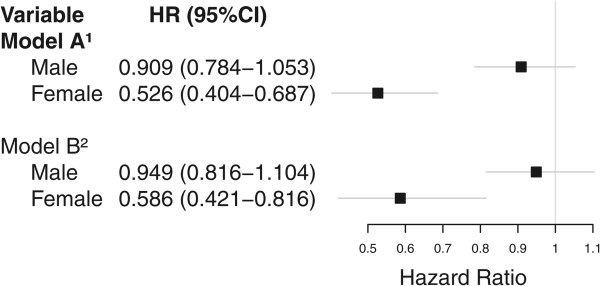 Variable HR (95%CI)
Model A¹
Male 0.909 (0.784–1.053)
Female 0.526 (0.404–0.687)
Model B²
Male 0.949 (0.816–1.104)
Female 0.586 (0.421–0.816)
0.5 0.6 0.7 0.8 0.9 1 1.1
Hazard Ratio